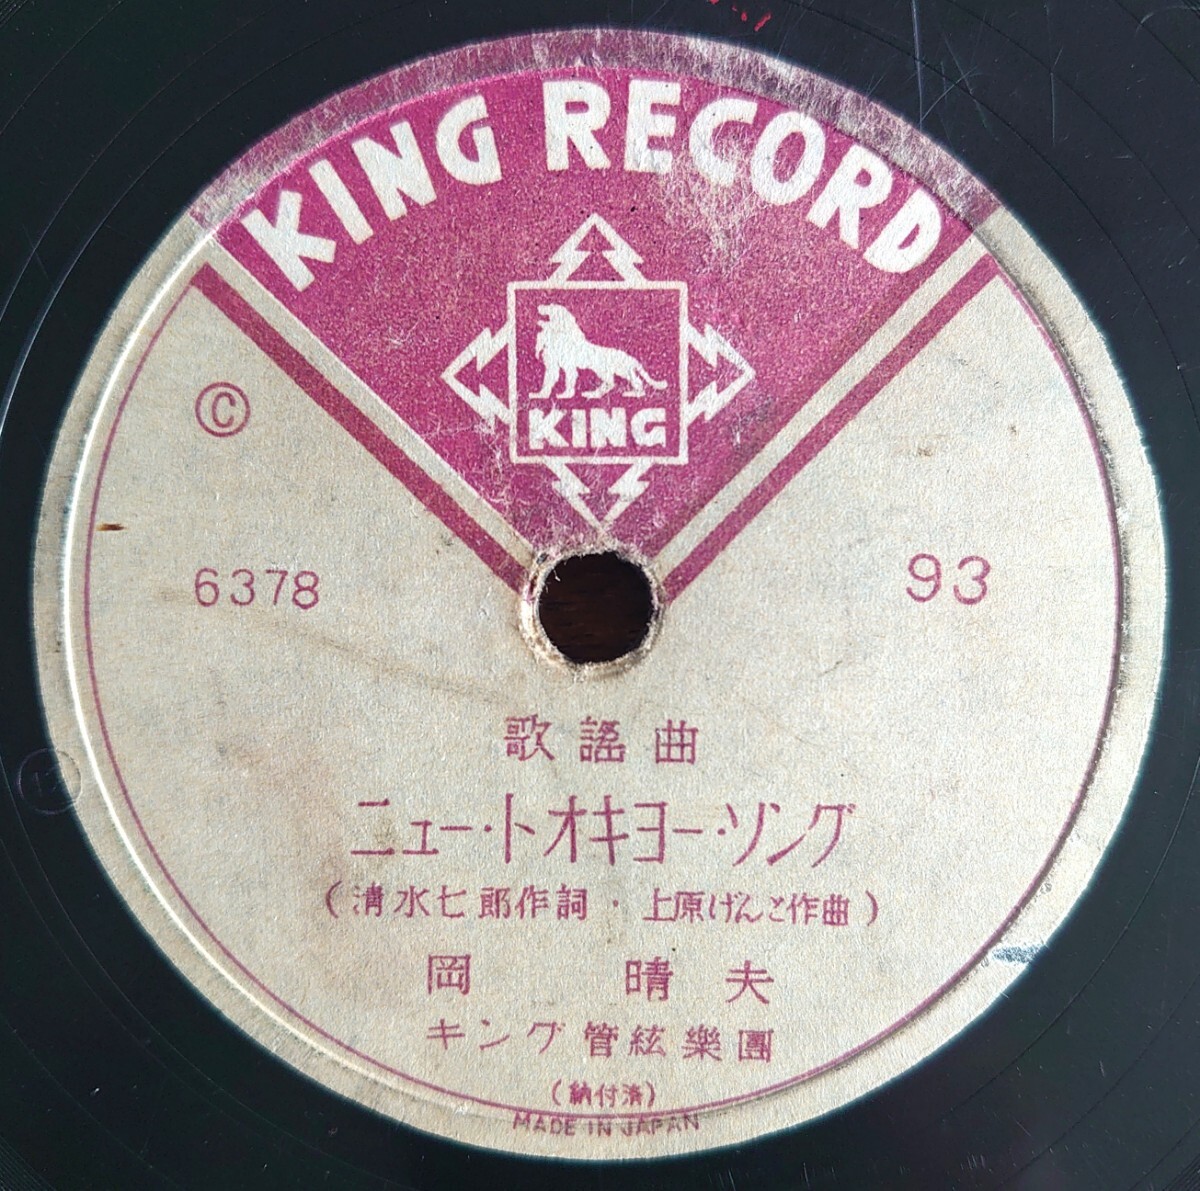 KING RECORD
KING
Ⓒ
6378
93
歌謡曲
ニュー・トオキヨー・ソング
(清水七郎作詞・上原げんと作曲)
岡 晴夫
キング管絃樂團
(納付済)
MADE IN JAPAN